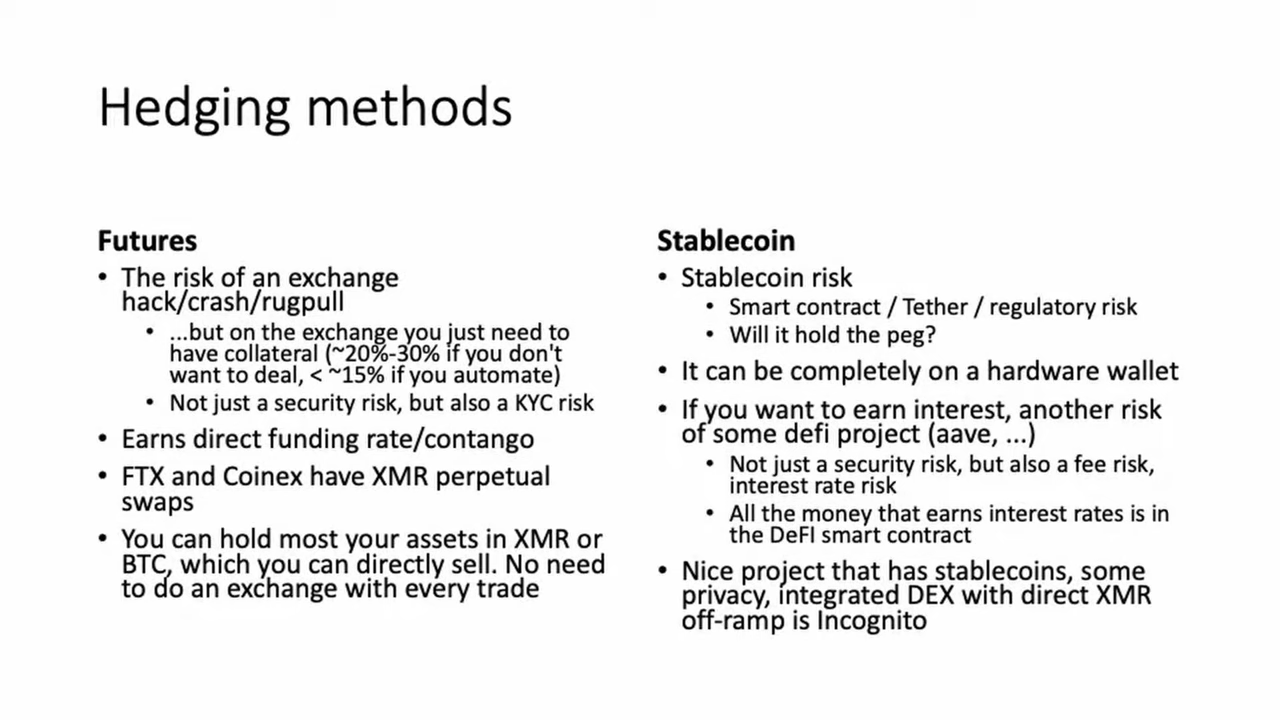 Hedging methods
Futures
• The risk of an exchange
hack/crash/rugpull
• ...but on the exchange you just need to
have collateral (~20%-30% if you don't
want to deal, < ~15% if you automate)
• Not just a security risk, but also a KYC risk
• Earns direct funding rate/contango
• FTX and Coinex have XMR perpetual
swaps
• You can hold most your assets in XMR or
BTC, which you can directly sell. No need
to do an exchange with every trade
Stablecoin
• Stablecoin risk
• Smart contract / Tether / regulatory risk
• Will it hold the peg?
• It can be completely on a hardware wallet
• If you want to earn interest, another risk
of some defi project (aave, ...)
• Not just a security risk, but also a fee risk,
interest rate risk
• All the money that earns interest rates is in
the DeFI smart contract
• Nice project that has stablecoins, some
privacy, integrated DEX with direct XMR
off-ramp is Incognito